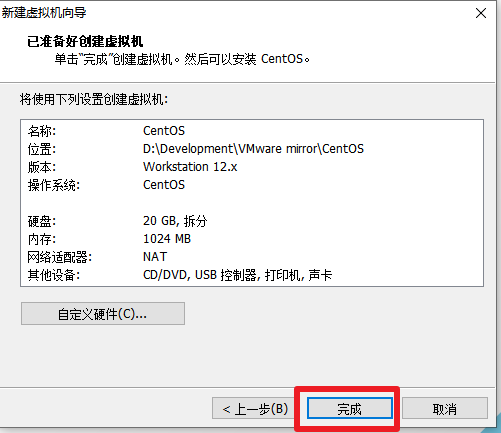 新建虚拟机向导
已准备好创建虚拟机
单击“完成”创建虚拟机。然后可以安装 CentOS。
将使用下列设置创建虚拟机:
名称: CentOS
位置: D:\Development\VMware mirror\CentOS
版本: Workstation 12.x
操作系统: CentOS
硬盘: 20 GB, 拆分
内存: 1024 MB
网络适配器: NAT
其他设备: CD/DVD, USB 控制器, 打印机, 声卡
自定义硬件(C)...
< 上一步(B) 完成 取消